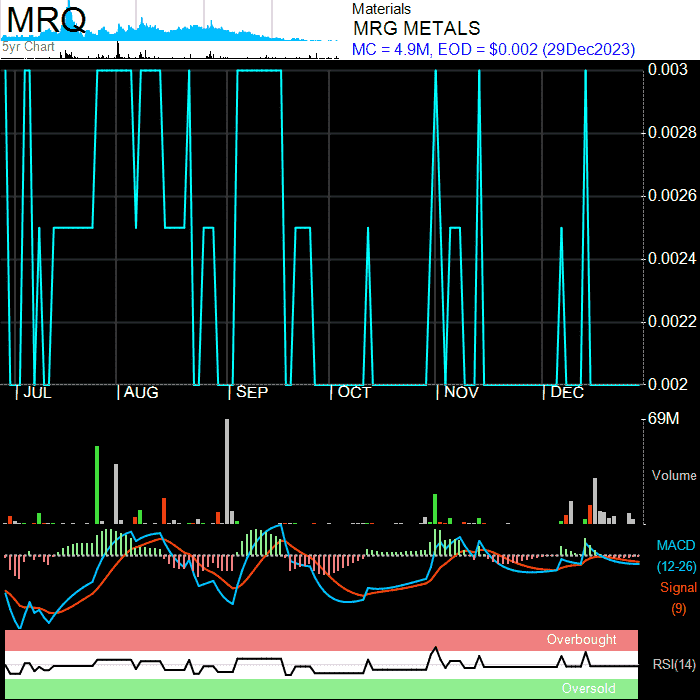 MRQ
5yr Chart
Materials
MRG METALS
MC = 4.9M, EOD = $0.002 (29Dec2023)
0.003
0.0028
0.0026
0.0024
0.0022
0.002
JUL AUG SEP OCT NOV DEC
69M
Volume
MACD
(12-26)
Signal
(9)
Overbought
RSI(14)
Oversold